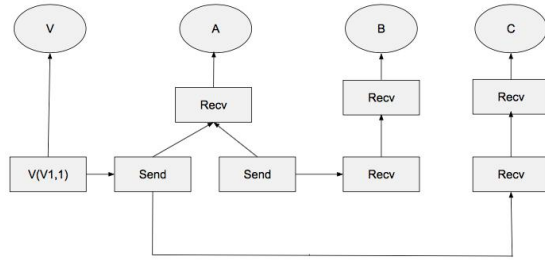 V
A
B
C
Recv
Recv
Recv
V(V1,1)
Send
Send
Recv
Recv